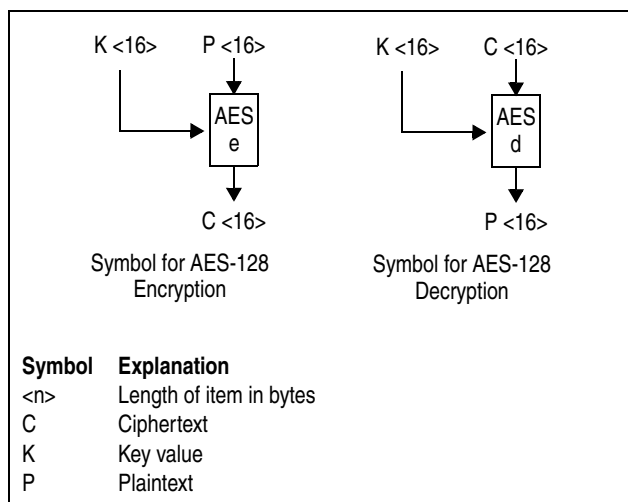 K <16> P <16>
AES
e
C <16>
Symbol for AES-128
Encryption
K <16> C <16>
AES
d
P <16>
Symbol for AES-128
Decryption
Symbol Explanation
<n> Length of item in bytes
C Ciphertext
K Key value
P Plaintext